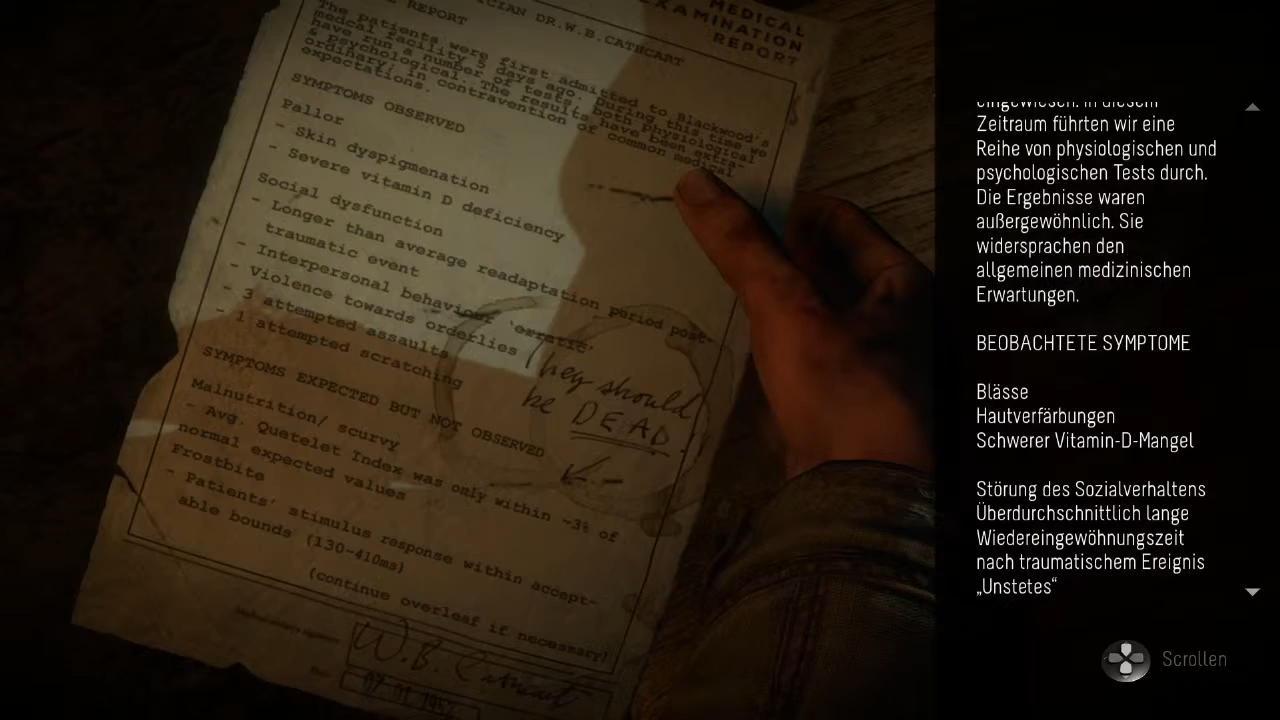 MEDICAL
EXAMINATION
REPORT
DR.W.B.CATHCART
REPORT
The patients were first admitted to Blackwood's
medcal facility 5 days ago. During this time we
have run a number of tests, both physiological
& psychological. The results have been extra-
ordinary; in contravention of common medical
expectations.
SYMPTOMS OBSERVED
Pallor
- Skin dyspigmenation
- Severe vitamin D deficiency
Social dysfunction
- Longer than average readaptation period post-
traumatic event
- Interpersonal behaviour 'erratic'
- Violence towards orderlies
- 3 attempted assaults
- 1 attempted scratching
They should
be DEAD!
SYMPTOMS EXPECTED BUT NOT OBSERVED
Malnutrition/ scurvy
- Avg. Quetelet Index was only within ~3% of
normal expected values
Frostbite
- Patients' stimulus response within accept-
able bounds (130-410ms)
(continue overleaf if necessary)
W.B. Cathcart
eingewiesen. In diesem
Zeitraum führten wir eine
Reihe von physiologischen und
psychologischen Tests durch.
Die Ergebnisse waren
außergewöhnlich. Sie
widersprachen den
allgemeinen medizinischen
Erwartungen.
BEOBACHTETE SYMPTOME
Blässe
Hautverfärbungen
Schwerer Vitamin-D-Mangel
Störung des Sozialverhaltens
Überdurchschnittlich lange
Wiedereingewöhnungszeit
nach traumatischem Ereignis
„Unstetes“
Scrollen